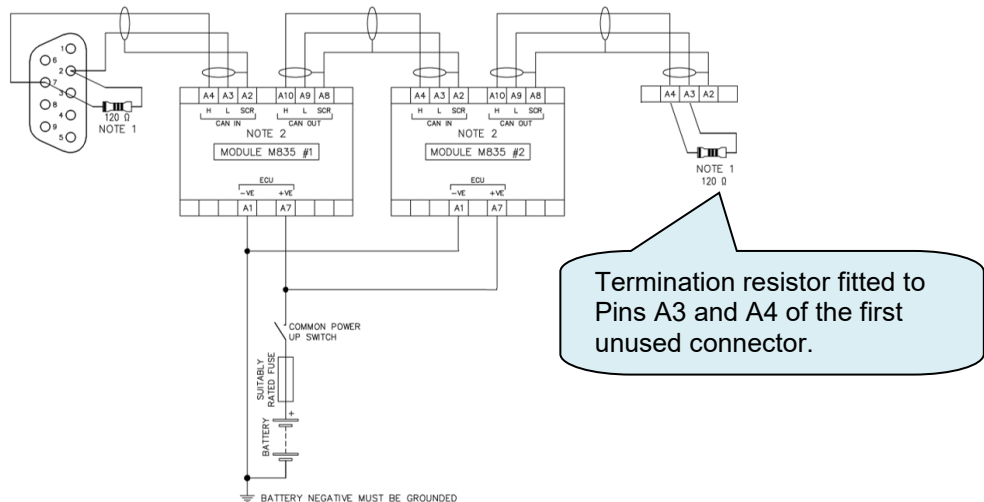 1
6
2
7
3
8
4
9
5
120 Ω
NOTE 1
A4 A3 A2 A10 A9 A8
H L SCR H L SCR
CAN IN CAN OUT
NOTE 2
MODULE M835 #1
ECU
-VE +VE
A1 A7
A4 A3 A2 A10 A9 A8
H L SCR H L SCR
CAN IN CAN OUT
NOTE 2
MODULE M835 #2
ECU
-VE +VE
A1 A7
A4 A3 A2
NOTE 1
120 Ω
Termination resistor fitted to
Pins A3 and A4 of the first
unused connector.
COMMON POWER
UP SWITCH
SUITABLY
RATED FUSE
+
BATTERY
BATTERY NEGATIVE MUST BE GROUNDED